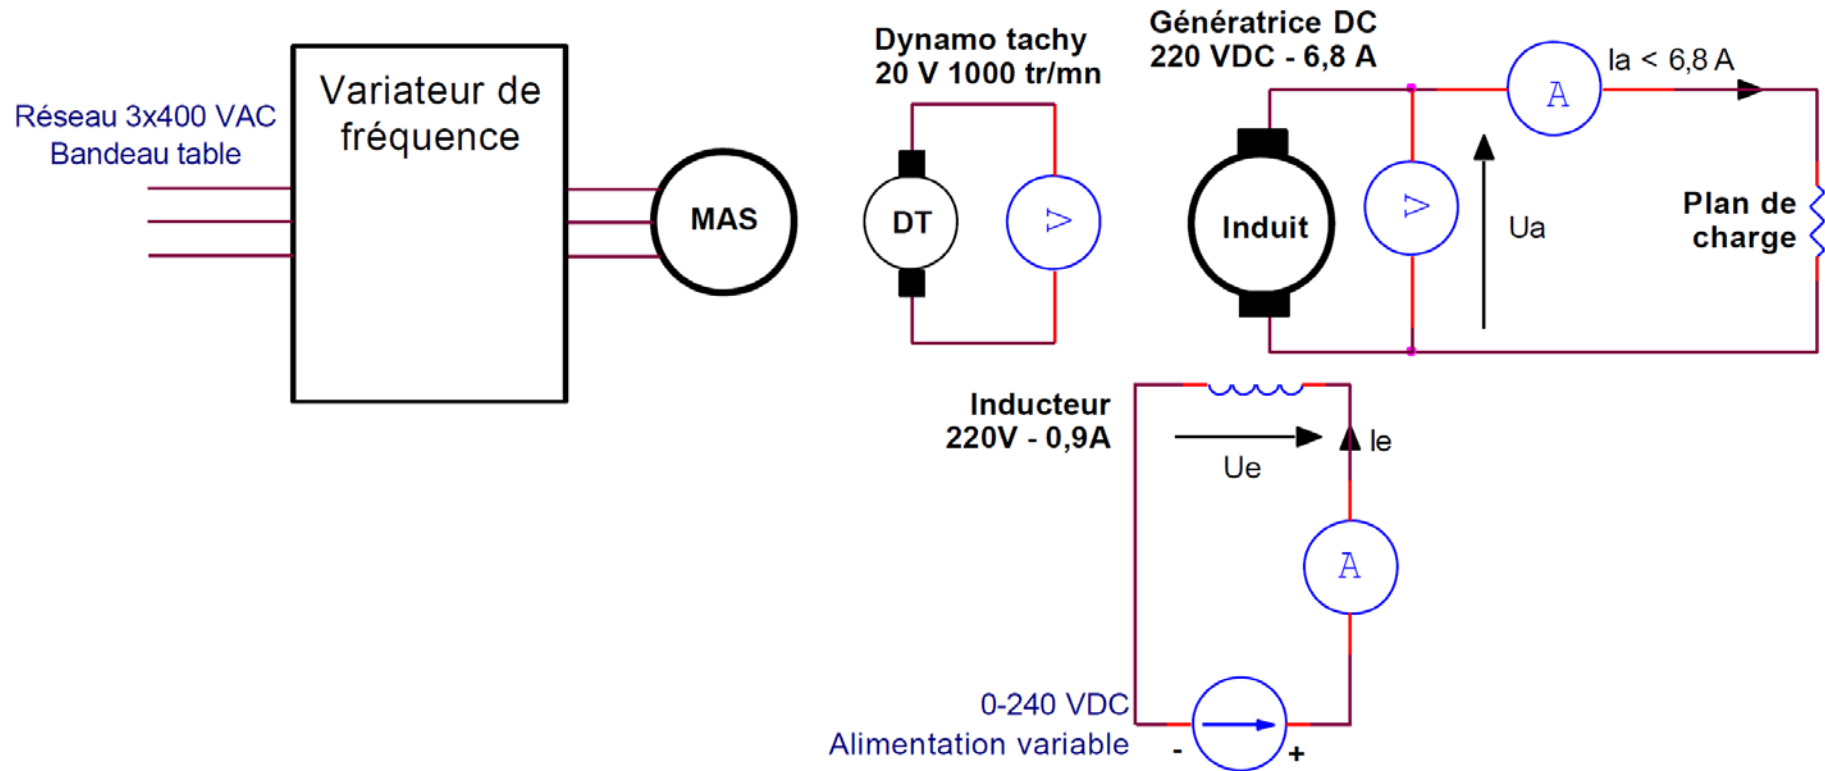 Réseau 3x400 VAC
Bandeau table
Variateur de
fréquence
MAS
Dynamo tachy
20 V 1000 tr/mn
DT
V
Génératrice DC
220 VDC - 6,8 A
Induit
V
Ua
A
Ia < 6,8 A
Plan de
charge
Inducteur
220V - 0,9A
Ue
Ie
A
0-240 VDC
Alimentation variable
-
+